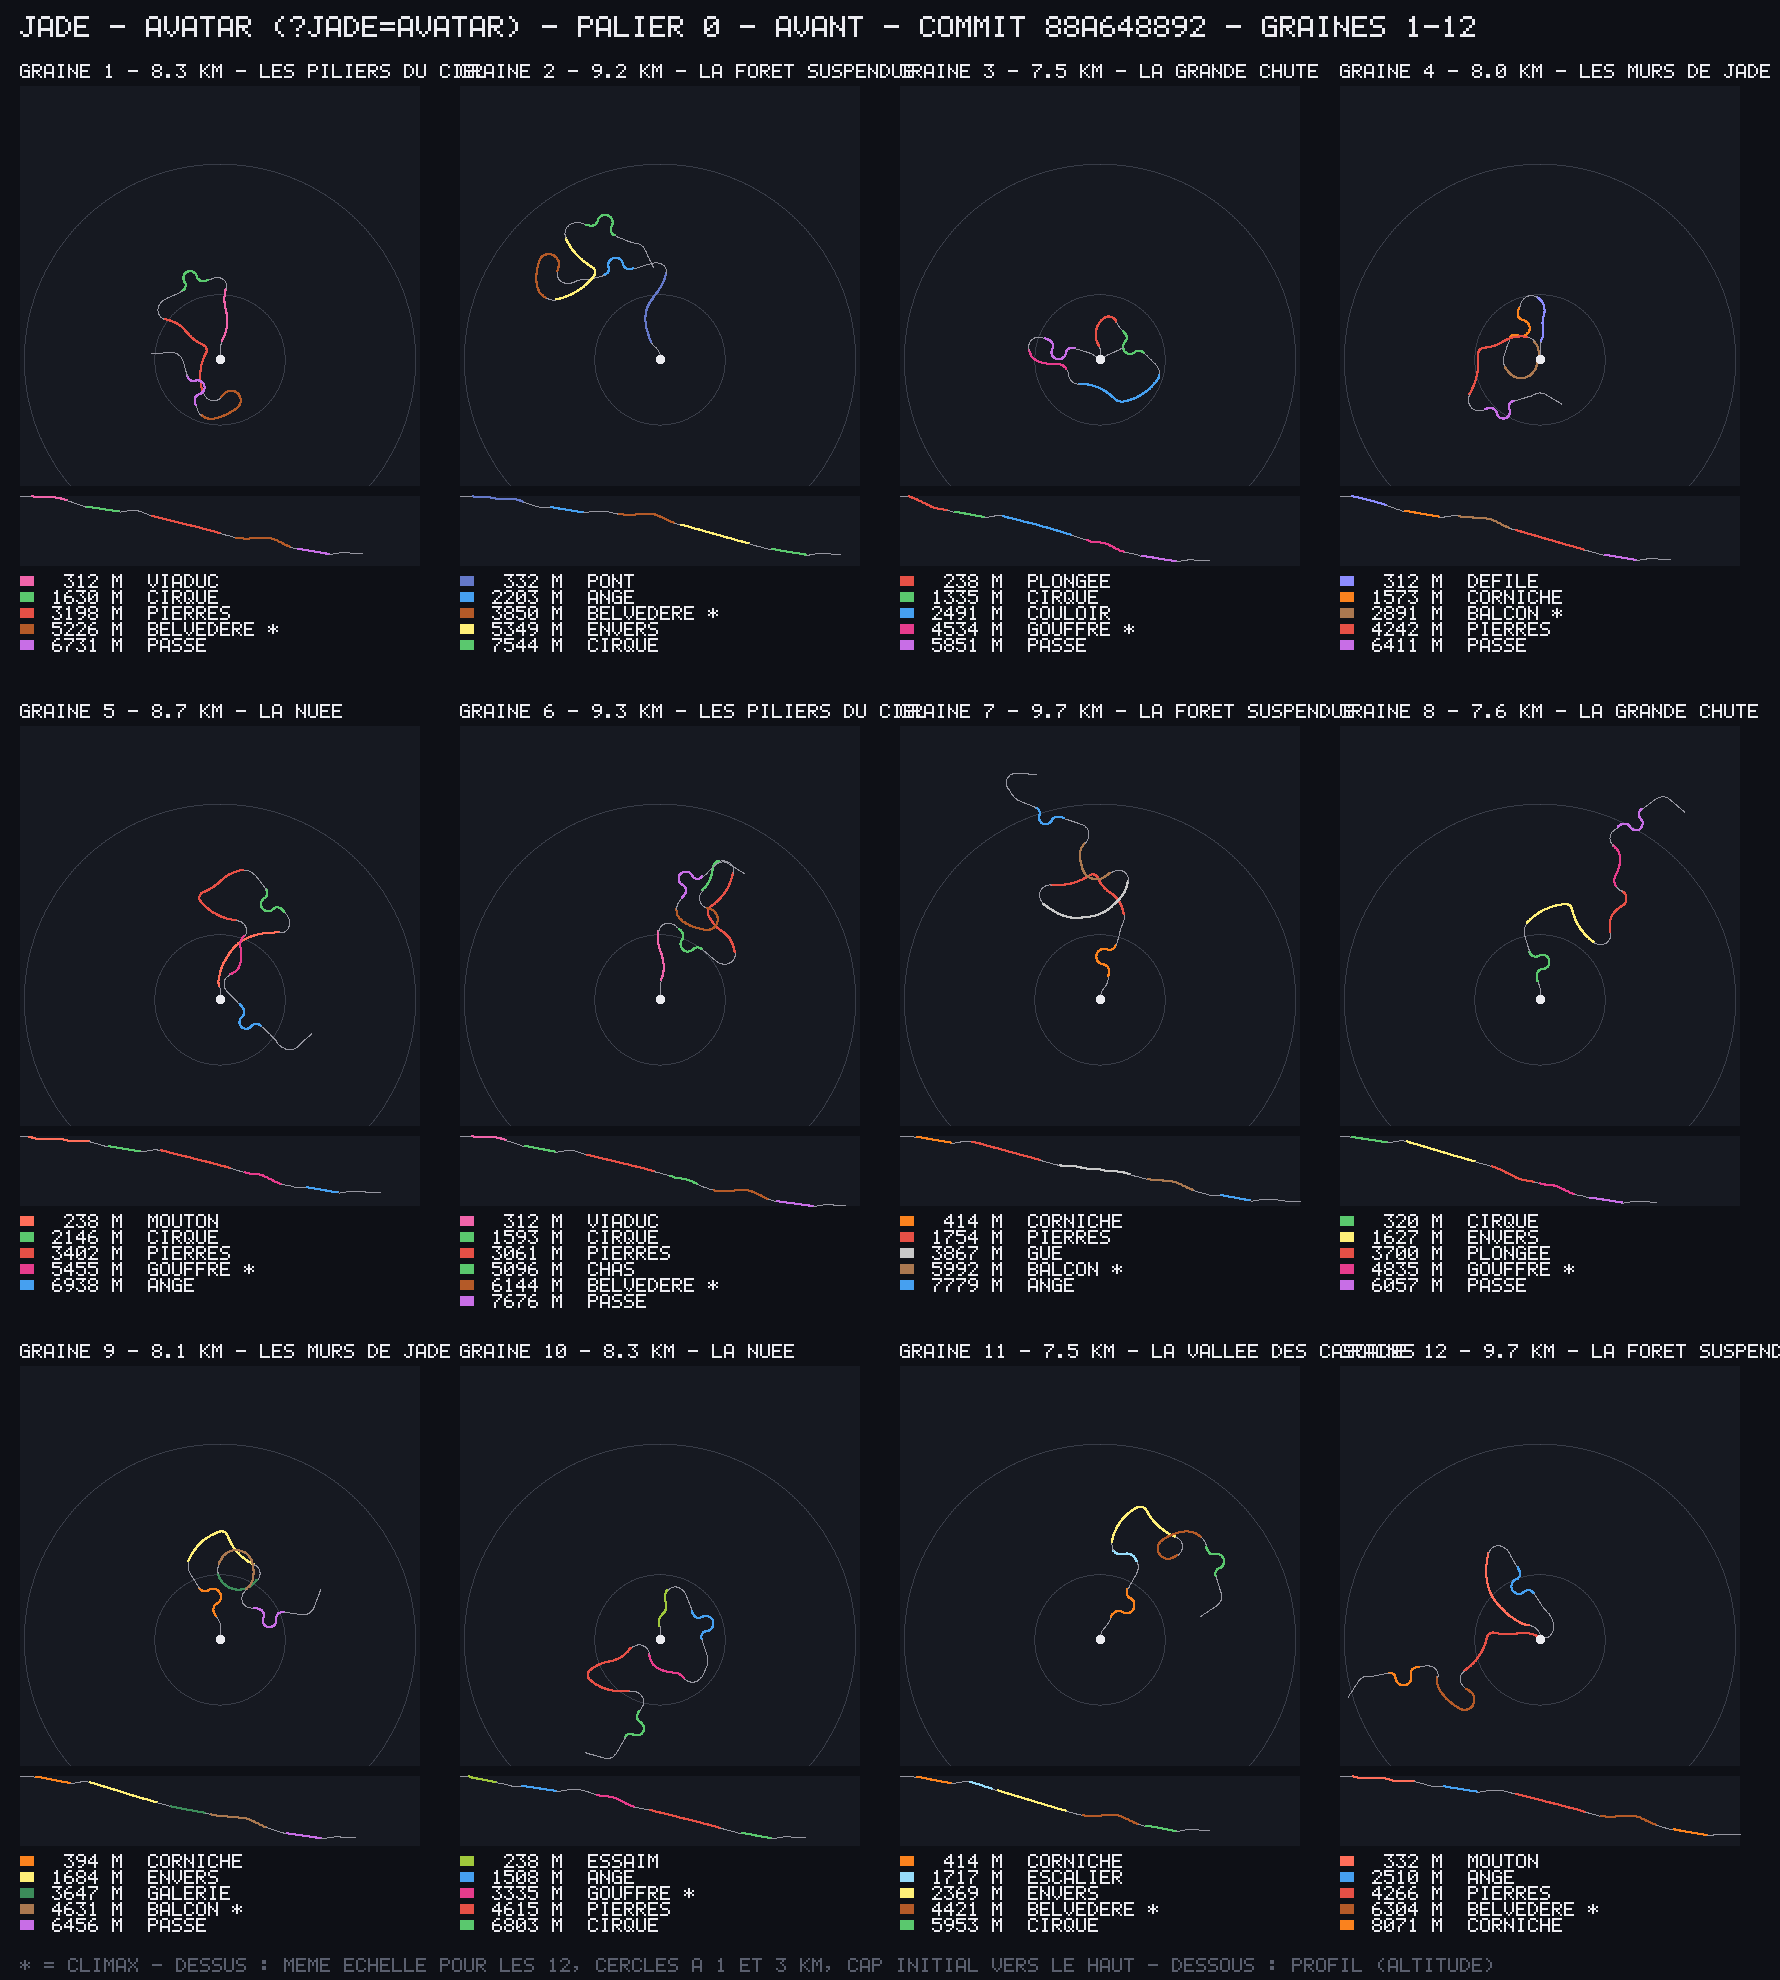 JADE - AVATAR (?JADE=AVATAR) - PALIER 0 - AVANT - COMMIT 88A648892 - GRAINES 1-12
GRAINE 1 - 8.3 KM - LES PILIERS DU CIEL
312 M VIADUC
1630 M CIRQUE
3198 M PIERRES
5226 M BELVEDERE *
6731 M PASSE
GRAINE 2 - 9.2 KM - LA FORET SUSPENDUE
332 M PONT
2203 M ANGE
3850 M BELVEDERE *
5349 M ENVERS
7544 M CIRQUE
GRAINE 3 - 7.5 KM - LA GRANDE CHUTE
238 M PLONGEE
1335 M CIRQUE
2491 M COULOIR
4534 M GOUFFRE *
5851 M PASSE
GRAINE 4 - 8.0 KM - LES MURS DE JADE
312 M DEFILE
1573 M CORNICHE
2891 M BALCON *
4242 M PIERRES
6411 M PASSE
GRAINE 5 - 8.7 KM - LA NUEE
238 M MOUTON
2146 M CIRQUE
3402 M PIERRES
5455 M GOUFFRE *
6938 M ANGE
GRAINE 6 - 9.3 KM - LES PILIERS DU CIEL
312 M VIADUC
1593 M CIRQUE
3061 M PIERRES
5096 M CHAS
6144 M BELVEDERE *
7676 M PASSE
GRAINE 7 - 9.7 KM - LA FORET SUSPENDUE
414 M CORNICHE
1754 M PIERRES
3867 M GUE
5992 M BALCON *
7779 M ANGE
GRAINE 8 - 7.6 KM - LA GRANDE CHUTE
320 M CIRQUE
1627 M ENVERS
3700 M PLONGEE
4835 M GOUFFRE *
6057 M PASSE
GRAINE 9 - 8.1 KM - LES MURS DE JADE
394 M CORNICHE
1684 M ENVERS
3647 M GALERIE
4631 M BALCON *
6456 M PASSE
GRAINE 10 - 8.3 KM - LA NUEE
238 M ESSAIM
1508 M ANGE
3335 M GOUFFRE *
4615 M PIERRES
6803 M CIRQUE
GRAINE 11 - 7.5 KM - LA VALLEE DES
414 M CORNICHE
1717 M ESCALIER
2369 M ENVERS
4421 M BELVEDERE *
5953 M CIRQUE
GRAINE 12 - 9.7 KM - LA FORET SUSPEND
332 M MOUTON
2510 M ANGE
4266 M PIERRES
6304 M BELVEDERE *
8071 M CORNICHE
* = CLIMAX - DESSUS : MEME ECHELLE POUR LES 12, CERCLES A 1 ET 3 KM, CAP INITIAL VERS LE HAUT - DESSOUS : PROFIL (ALTITUDE)